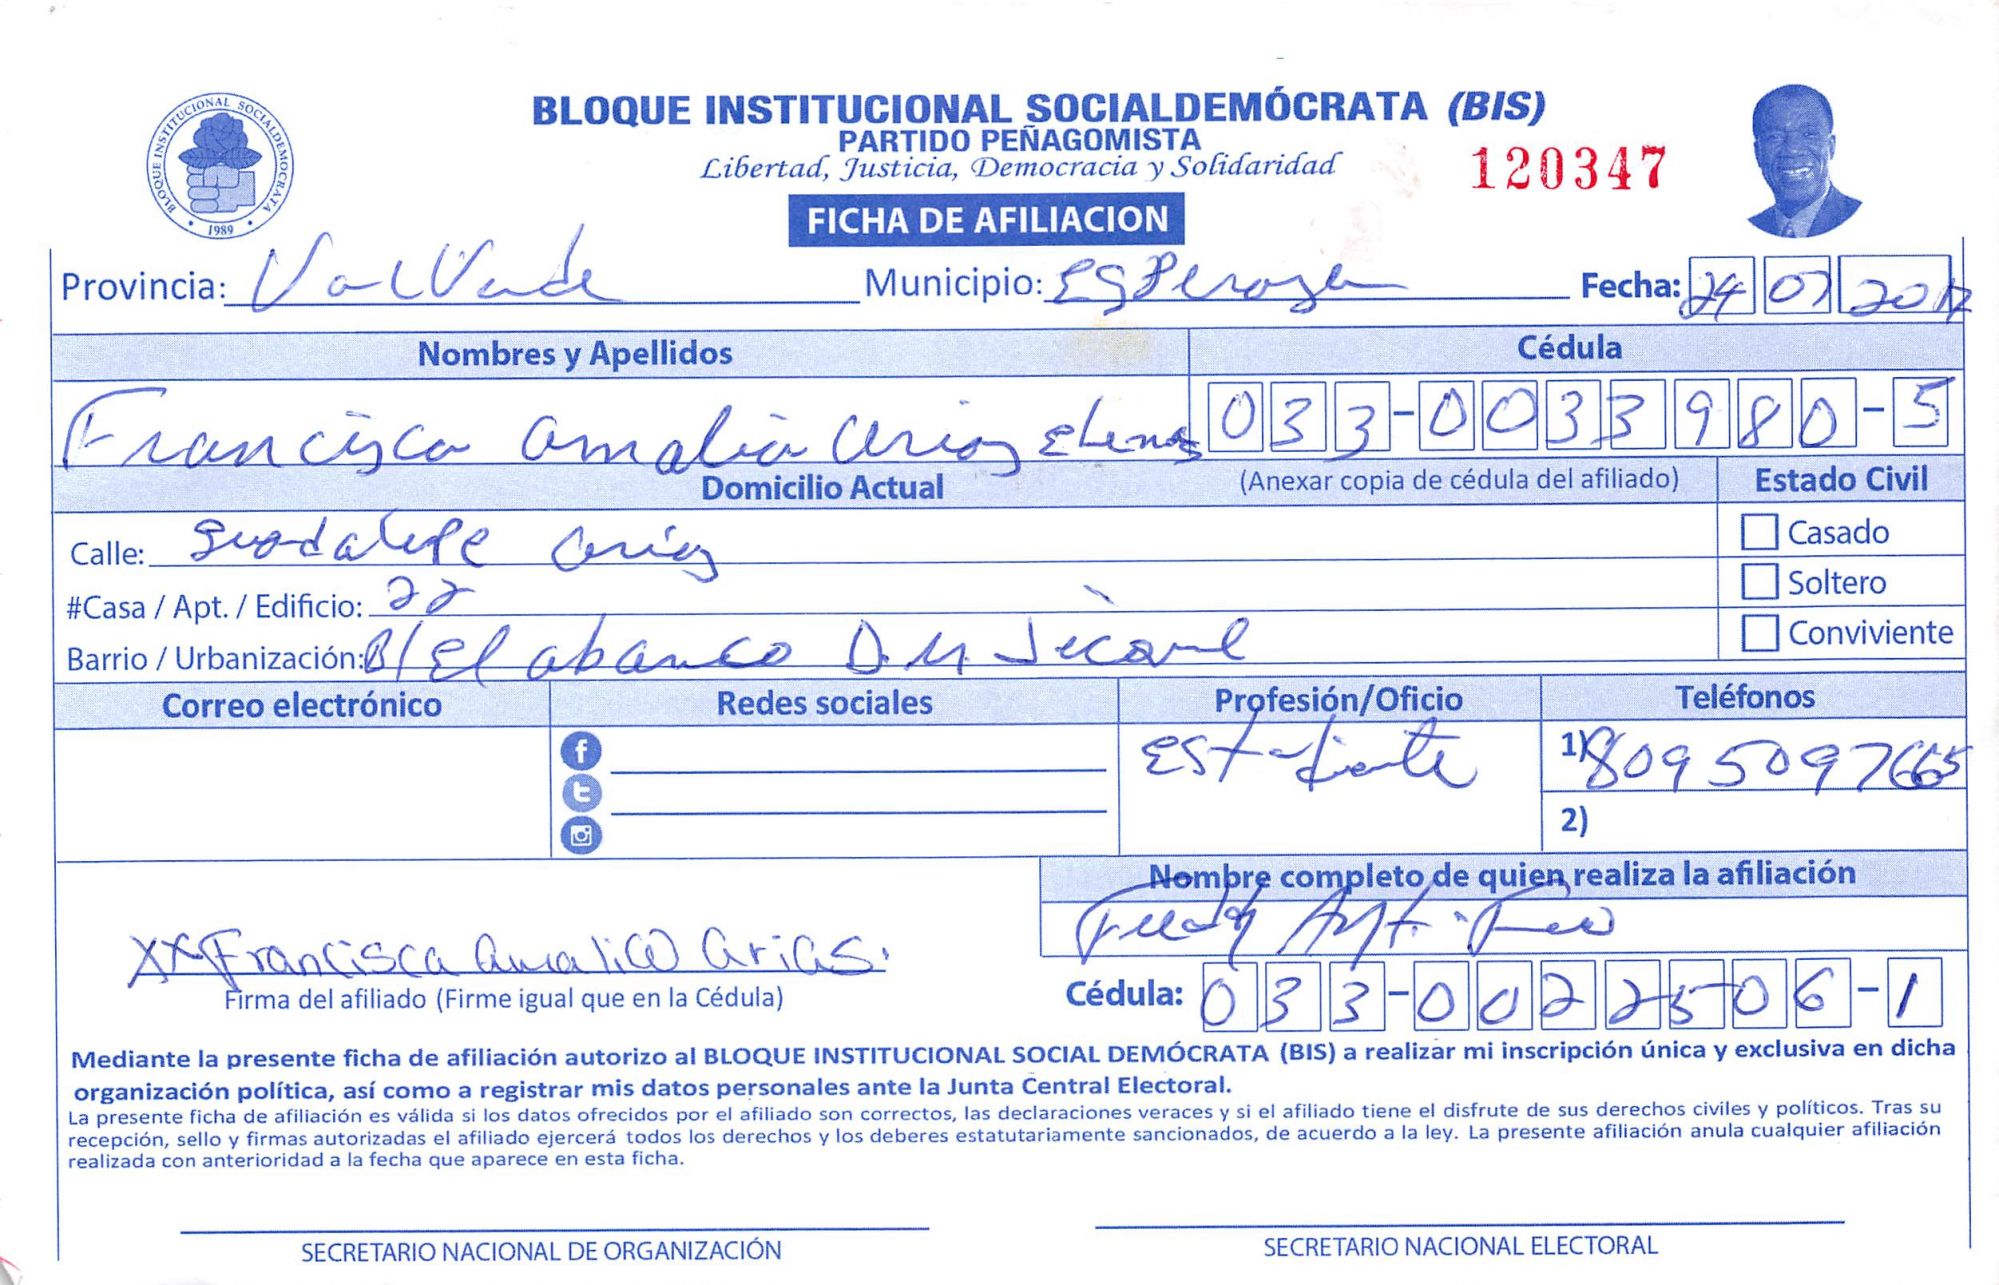 BLOQUE INSTITUCIONAL SOCIALDEMÓCRATA (BIS)
PARTIDO PEÑAGOMISTA
Libertad, Justicia, Democracia y Solidaridad
120347
BLOQUE INSTITUCIONAL SOCIALDEMOCRATA
1989
FICHA DE AFILIACION
Provincia: ValVerde Municipio: Esperanza Fecha: 24 07 2017
Nombres y Apellidos Cédula
Francisca Amalia Arias 033-0033980-5
Domicilio Actual (Anexar copia de cédula del afiliado) Estado Civil
Calle: Guadalupe Arias Casado
#Casa / Apt. / Edificio: 22 Soltero
Barrio / Urbanización: B/ El abanco D.M. Conviviente
Correo electrónico Redes sociales Profesión/Oficio Teléfonos
Estudiante 1) 8095097665
2)
Nombre completo de quien realiza la afiliación
XX Francisca Amalia Arias.
Firma del afiliado (Firme igual que en la Cédula) Cédula: 033-0022506-1
Mediante la presente ficha de afiliación autorizo al BLOQUE INSTITUCIONAL SOCIAL DEMÓCRATA (BIS) a realizar mi inscripción única y exclusiva en dicha
organización política, así como a registrar mis datos personales ante la Junta Central Electoral.
La presente ficha de afiliación es válida si los datos ofrecidos por el afiliado son correctos, las declaraciones veraces y si el afiliado tiene el disfrute de sus derechos civiles y políticos. Tras su
recepción, sello y firmas autorizadas el afiliado ejercerá todos los derechos y los deberes estatutariamente sancionados, de acuerdo a la ley. La presente afiliación anula cualquier afiliación
realizada con anterioridad a la fecha que aparece en esta ficha.
SECRETARIO NACIONAL DE ORGANIZACIÓN SECRETARIO NACIONAL ELECTORAL